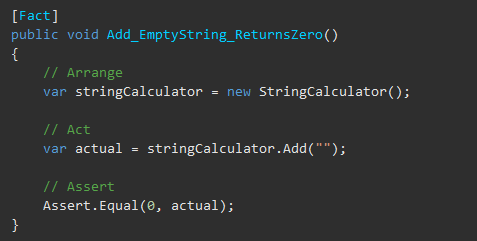 [Fact]
public void Add_EmptyString_ReturnsZero()
{
    // Arrange
    var stringCalculator = new StringCalculator();

    // Act
    var actual = stringCalculator.Add("");

    // Assert
    Assert.Equal(0, actual);
}